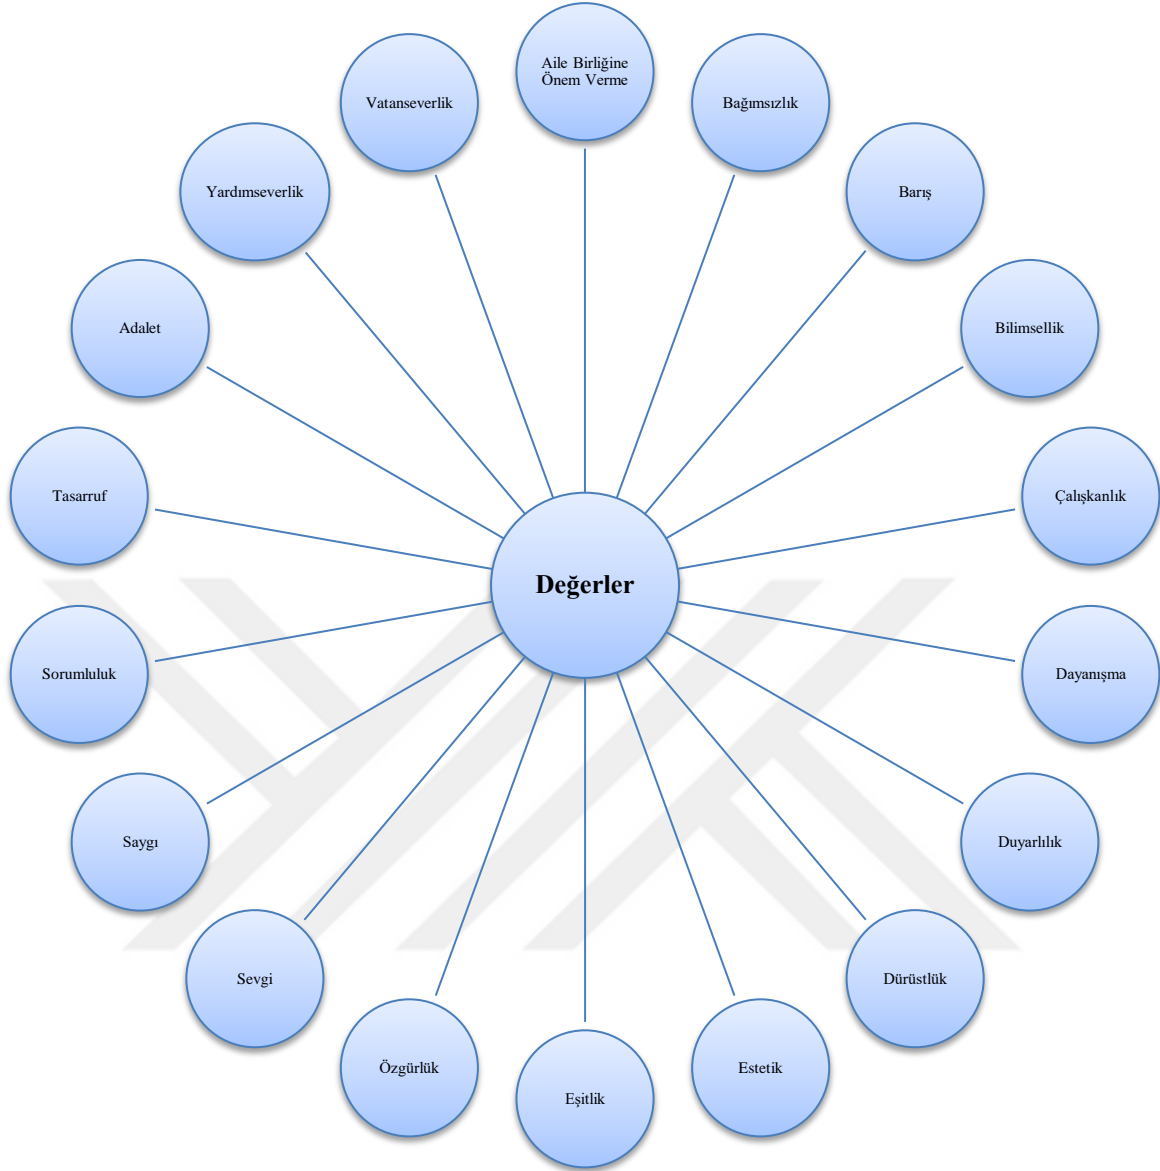 Aile Birliğine
Önem Verme
Bağımsızlık
Barış
Bilimsellik
Çalışkanlık
Dayanışma
Duyarlılık
Dürüstlük
Estetik
Eşitlik
Özgürlük
Sevgi
Saygı
Sorumluluk
Tasarruf
Adalet
Yardımseverlik
Vatanseverlik
Değerler